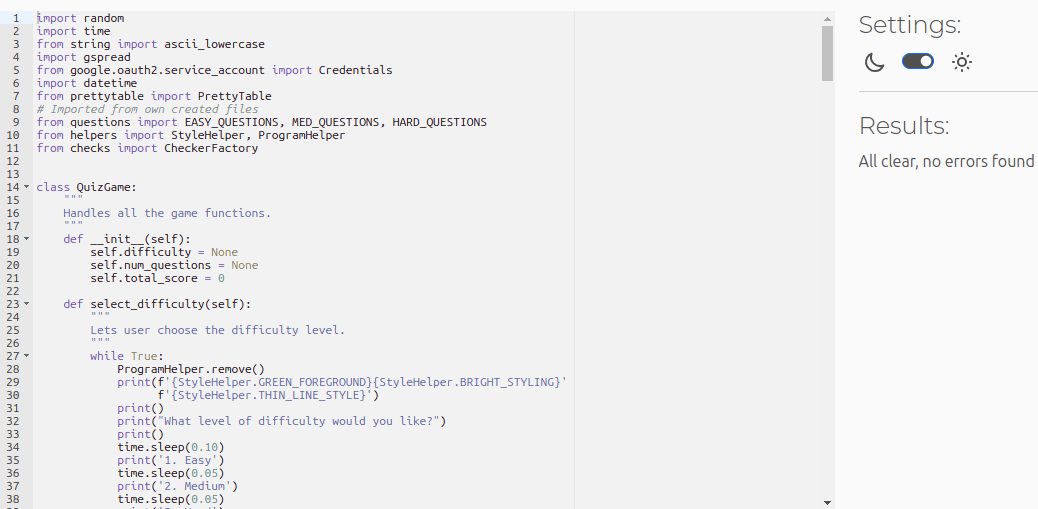 1 import random
2 import time
3 from string import ascii_lowercase
4 import gspread
5 from google.oauth2.service_account import Credentials
6 import datetime
7 from prettytable import PrettyTable
8 # Imported from own created files
9 from questions import EASY_QUESTIONS, MED_QUESTIONS, HARD_QUESTIONS
10 from helpers import StyleHelper, ProgramHelper
11 from checks import CheckerFactory
12
13
14 class QuizGame:
15 """
16 Handles all the game functions.
17 """
18 def __init__(self):
19 self.difficulty = None
20 self.num_questions = None
21 self.total_score = 0
22
23 def select_difficulty(self):
24 """
25 Lets user choose the difficulty level.
26 """
27 while True:
28 ProgramHelper.remove()
29 print(f'{StyleHelper.GREEN_FOREGROUND}{StyleHelper.BRIGHT_STYLING}'
30 f'{StyleHelper.THIN_LINE_STYLE}')
31 print()
32 print("What level of difficulty would you like?")
33 print()
34 time.sleep(0.10)
35 print('1. Easy')
36 time.sleep(0.05)
37 print('2. Medium')
38 time.sleep(0.05)
Settings:
Results:
All clear, no errors found